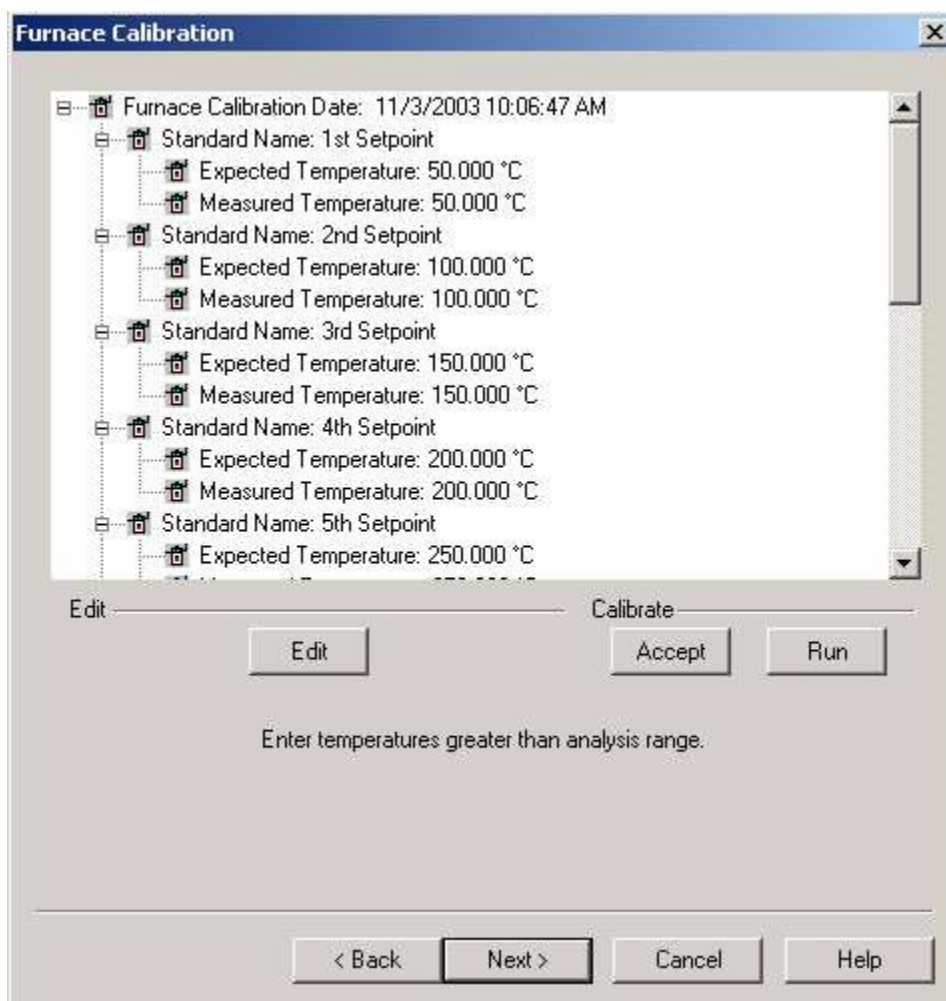 Furnace Calibration
Furnace Calibration Date: 11/3/2003 10:06:47 AM
Standard Name: 1st Setpoint
Expected Temperature: 50.000 °C
Measured Temperature: 50.000 °C
Standard Name: 2nd Setpoint
Expected Temperature: 100.000 °C
Measured Temperature: 100.000 °C
Standard Name: 3rd Setpoint
Expected Temperature: 150.000 °C
Measured Temperature: 150.000 °C
Standard Name: 4th Setpoint
Expected Temperature: 200.000 °C
Measured Temperature: 200.000 °C
Standard Name: 5th Setpoint
Expected Temperature: 250.000 °C
Edit Calibrate
Edit Accept Run
Enter temperatures greater than analysis range.
< Back Next > Cancel Help